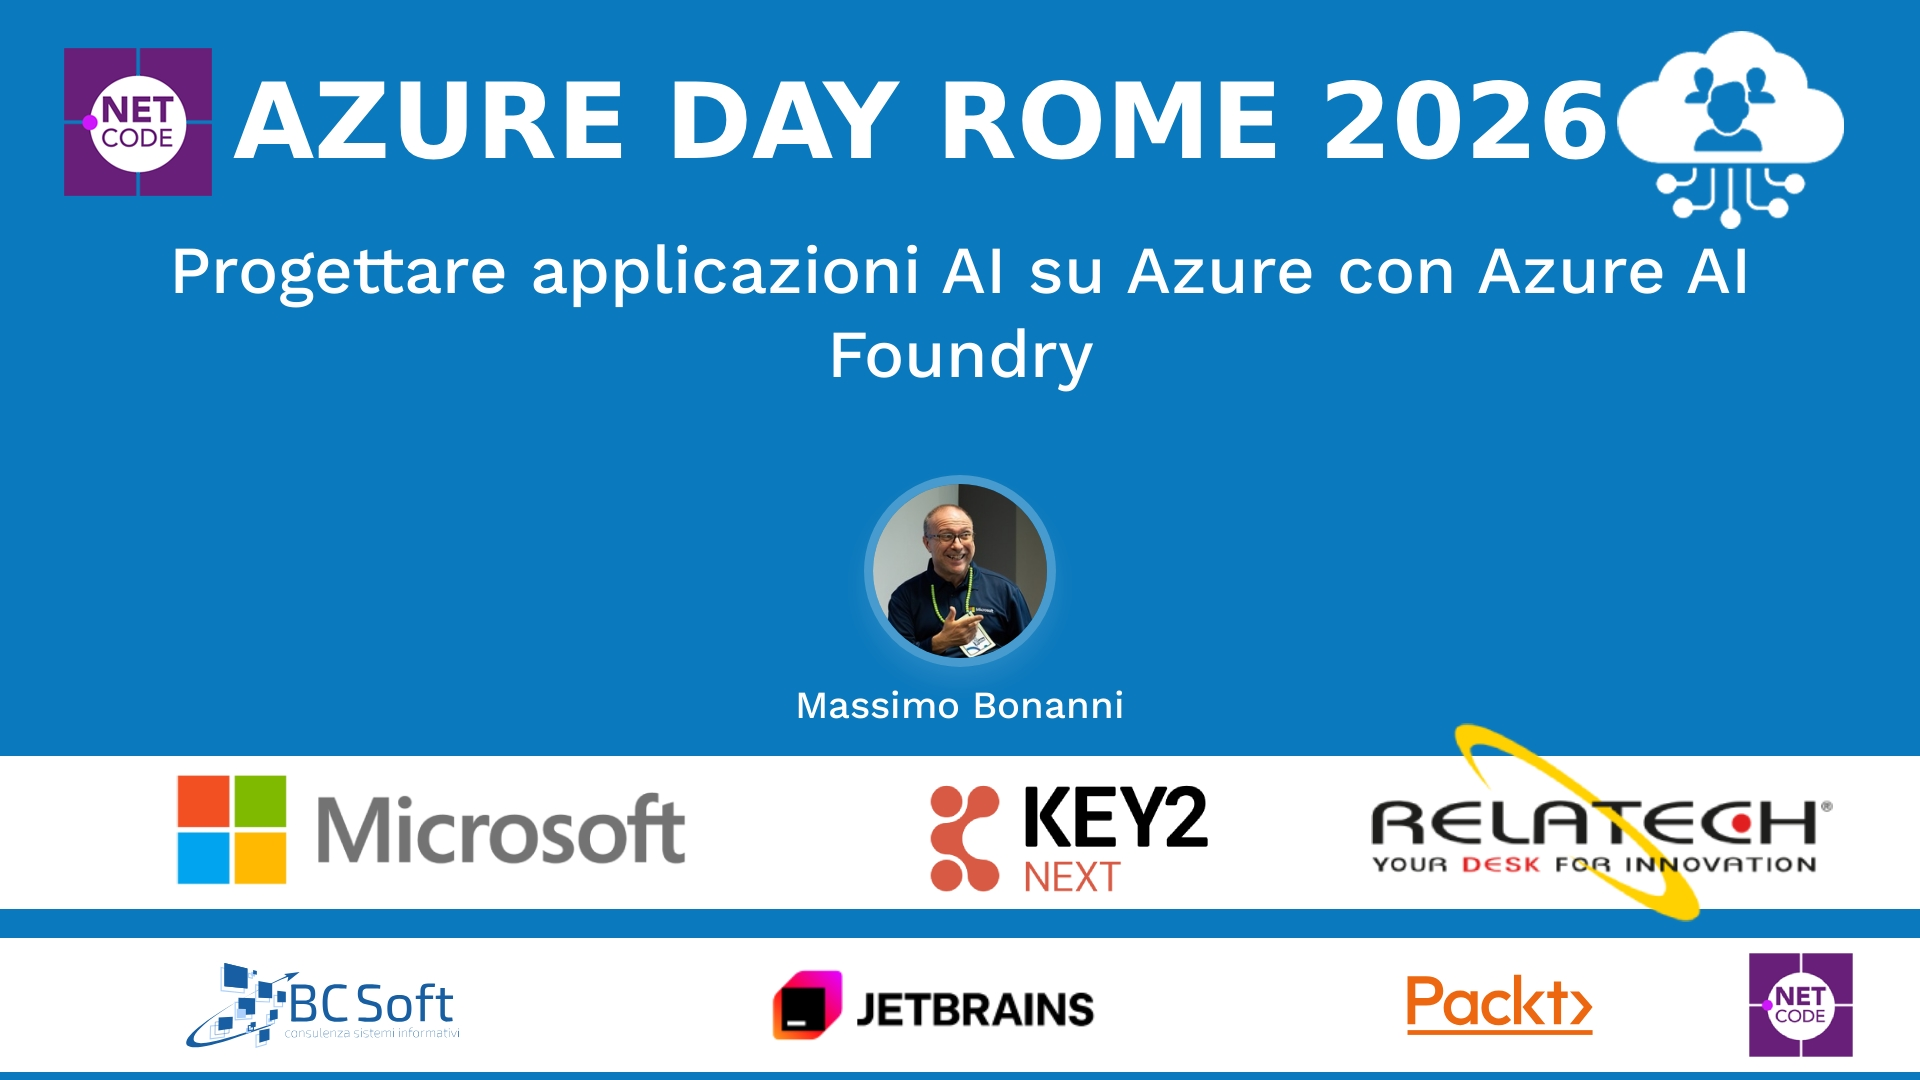 NET
CODE
AZURE DAY ROME 2026
Progettare applicazioni AI su Azure con Azure AI
Foundry
Massimo Bonanni
Microsoft
KEY2
NEXT
RELATECH®
YOUR DESK FOR INNOVATION
BC Soft
consulenza sistemi informativi
JETBRAINS
Packt>
NET
CODE